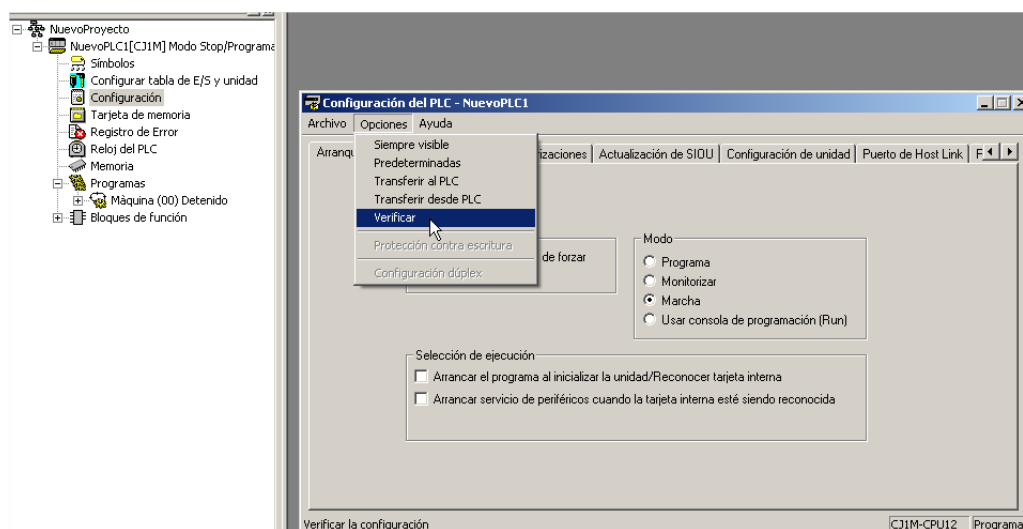 NuevoProyecto
NuevoPLC1[CJ1M] Modo Stop/Programa
Símbolos
Configurar tabla de E/S y unidad
Configuración
Tarjeta de memoria
Registro de Error
Reloj del PLC
Memoria
Programas
Màquina (00) Detenido
Bloques de función
Configuración del PLC - NuevoPLC1
Archivo Opciones Ayuda
Siempre visible
Predeterminadas
Transferir al PLC
Transferir desde PLC
Verificar
Protección contra escritura
Configuración dúplex
Arranqu izaciones Actualización de SIOU Configuración de unidad Puerto de Host Link F
de forzar
Modo
Programa
Monitorizar
Marcha
Usar consola de programación (Run)
Selección de ejecución
Arrancar el programa al inicializar la unidad/Reconocer tarjeta interna
Arrancar servicio de periféricos cuando la tarjeta interna esté siendo reconocida
Verificar la configuración CJ1M-CPU12 Programa